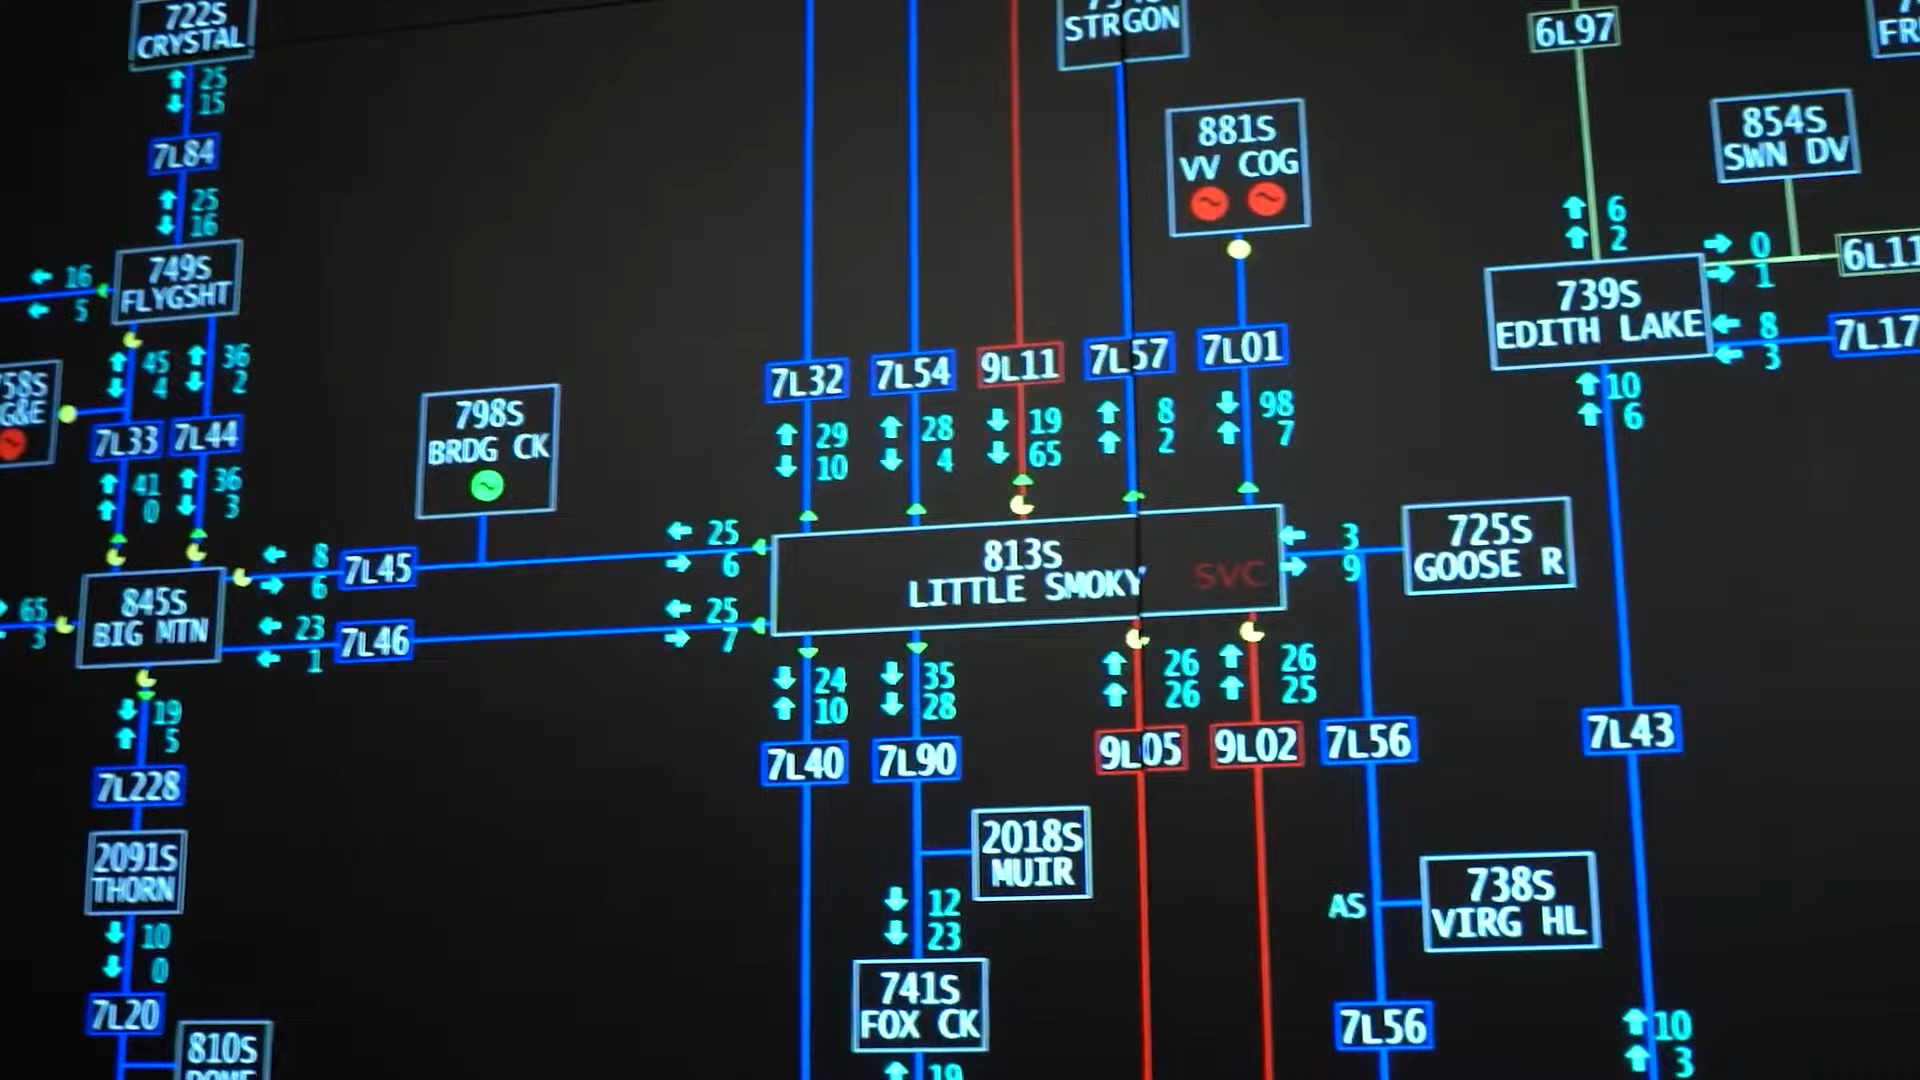 722S
CRYSTAL
25
15
7L84
25
16
749S
FLYGSHT
16
5
45
4
36
2
58S
G&E
7L33
7L44
41
0
36
3
798S
BRDG CK
8
6
7L45
25
6
845S
BIG MTN
65
3
23
1
7L46
25
7
19
5
7L228
2091S
THORN
10
0
7L20
810S
STRGON
881S
VV COG
7L32
7L54
9L11
7L57
7L01
29
10
28
4
19
65
8
2
98
7
813S
LITTLE SMOKY
SVC
3
9
725S
GOOSE R
24
10
35
28
26
26
26
25
7L40
7L90
9L05
9L02
7L56
2018S
MUIR
12
23
741S
FOX CK
19
AS
738S
VIRG HL
7L56
6L97
FR
854S
SWN DV
6
2
0
1
6L11
739S
EDITH LAKE
8
3
7L17
10
6
7L43
10
3